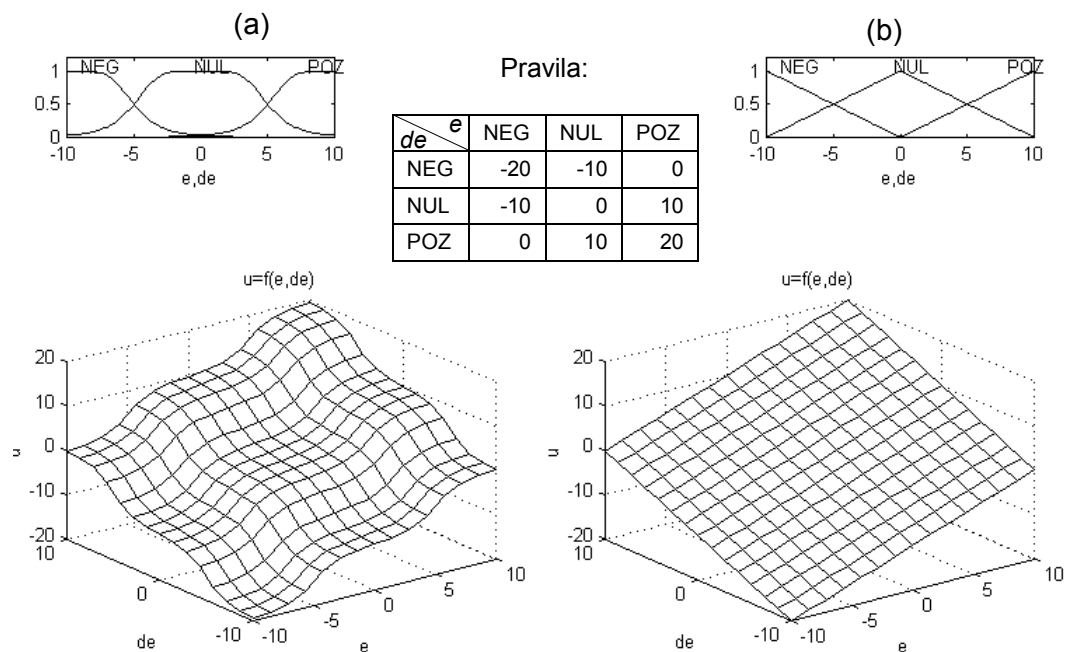 (a)
NEG NUL POZ
1
0.5
0
-10 -5 0 5 10
e,de
Pravila:
de e NEG NUL POZ
NEG -20 -10 0
NUL -10 0 10
POZ 0 10 20
(b)
NEG NUL POZ
1
0.5
0
-10 -5 0 5 10
e,de
u=f(e,de)
20
10
0
-10
-20
u
10
0
-10
de
-10
-5
0
5
10
e
u=f(e,de)
20
10
0
-10
-20
u
10
0
-10
de
-10
-5
0
5
10
e